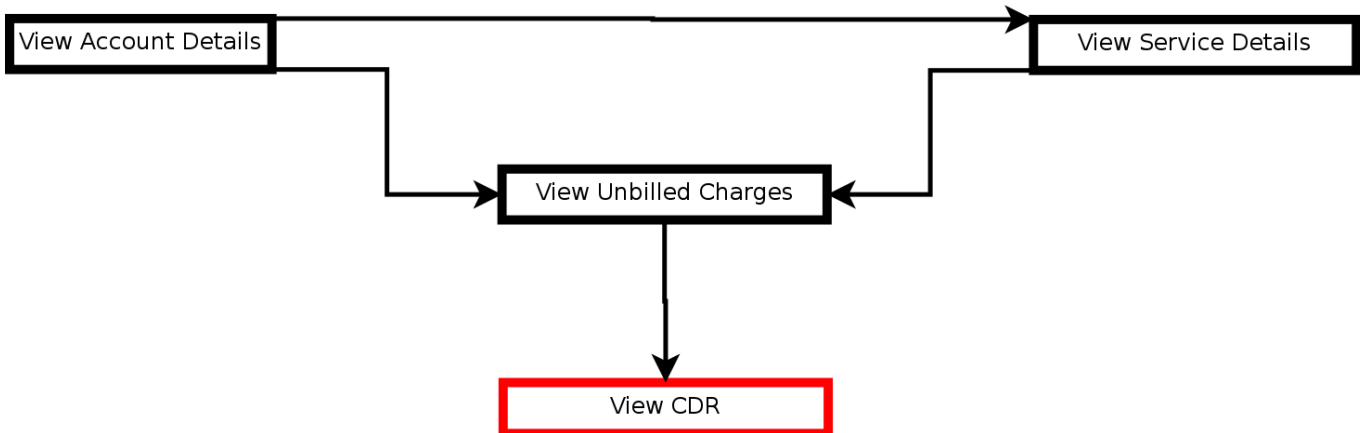 View Account Details
View Service Details
View Unbilled Charges
View CDR